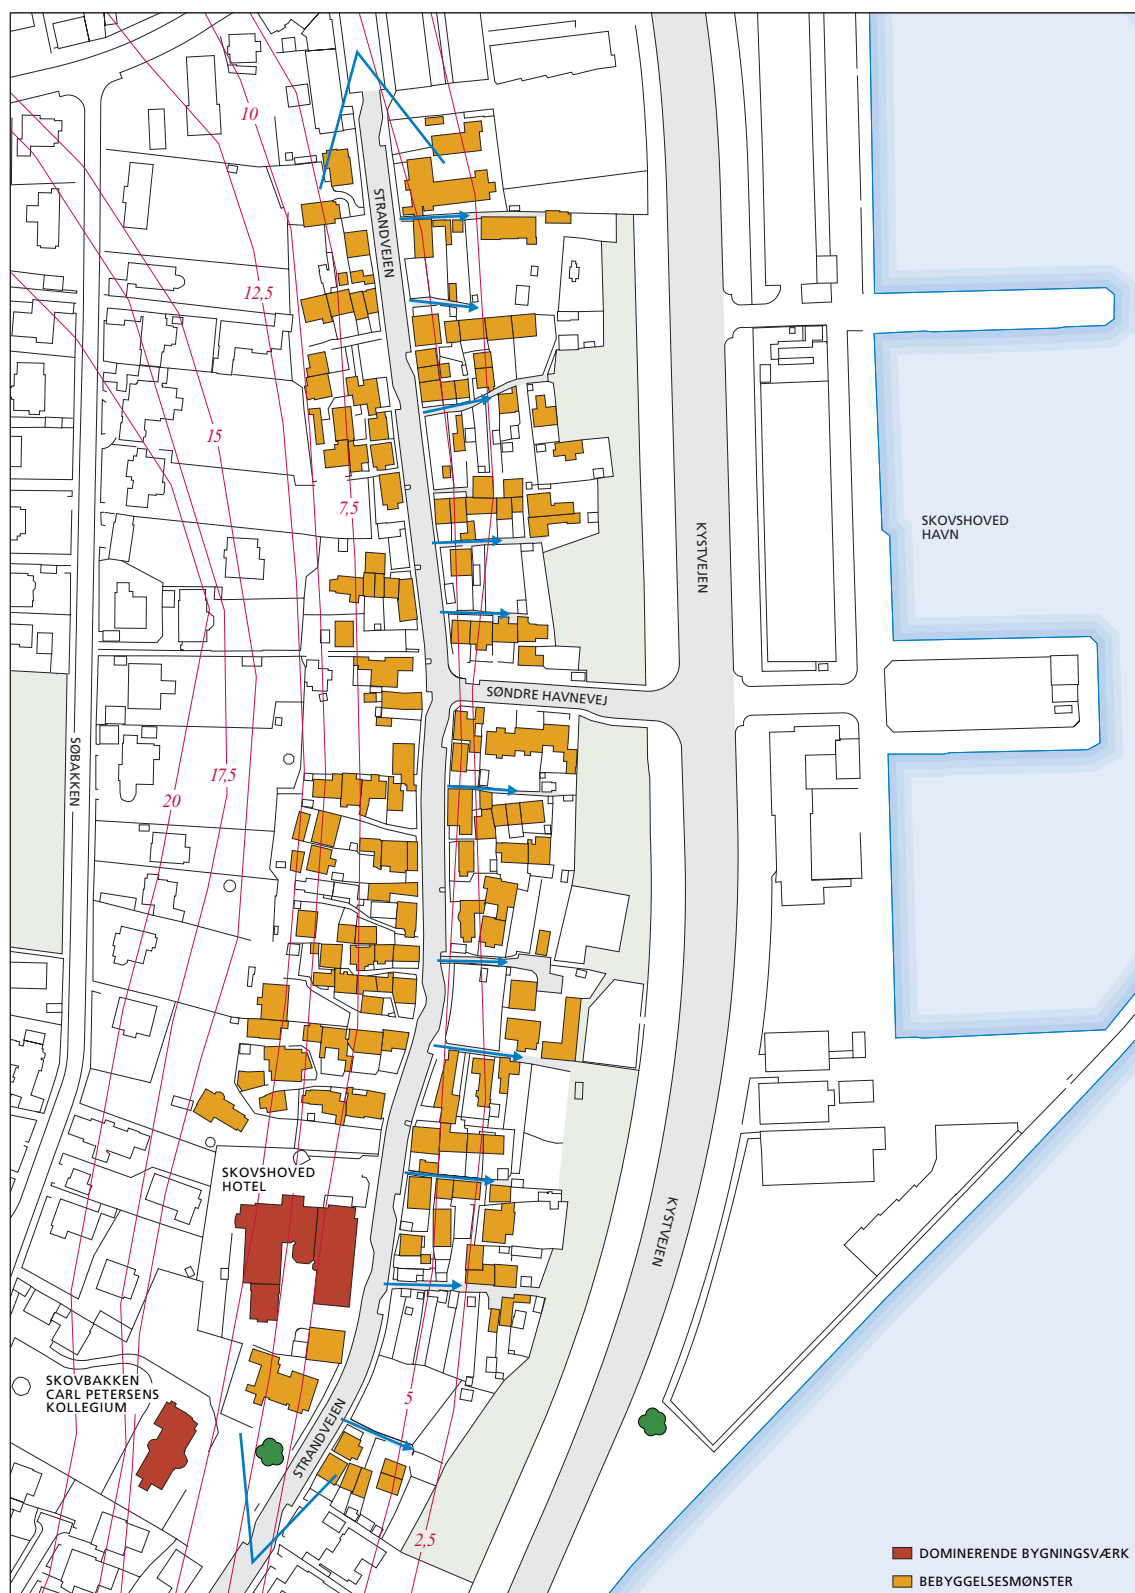 10
STRANDVEJEN
12,5
15
7,5
SKOVSHOVED
HAVN
KYSTVEJEN
SØNDRE HAVNEVEJ
SØBAKKEN
17,5
20
SKOVSHOVED
HOTEL
KYSTVEJEN
SKOVBAKKEN
CARL PETERSENS
KOLLEGIUM
5
STRANDVEJEN
2,5
DOMINERENDE BYGNINGSVÆRK
BEBYGGELSESMØNSTER